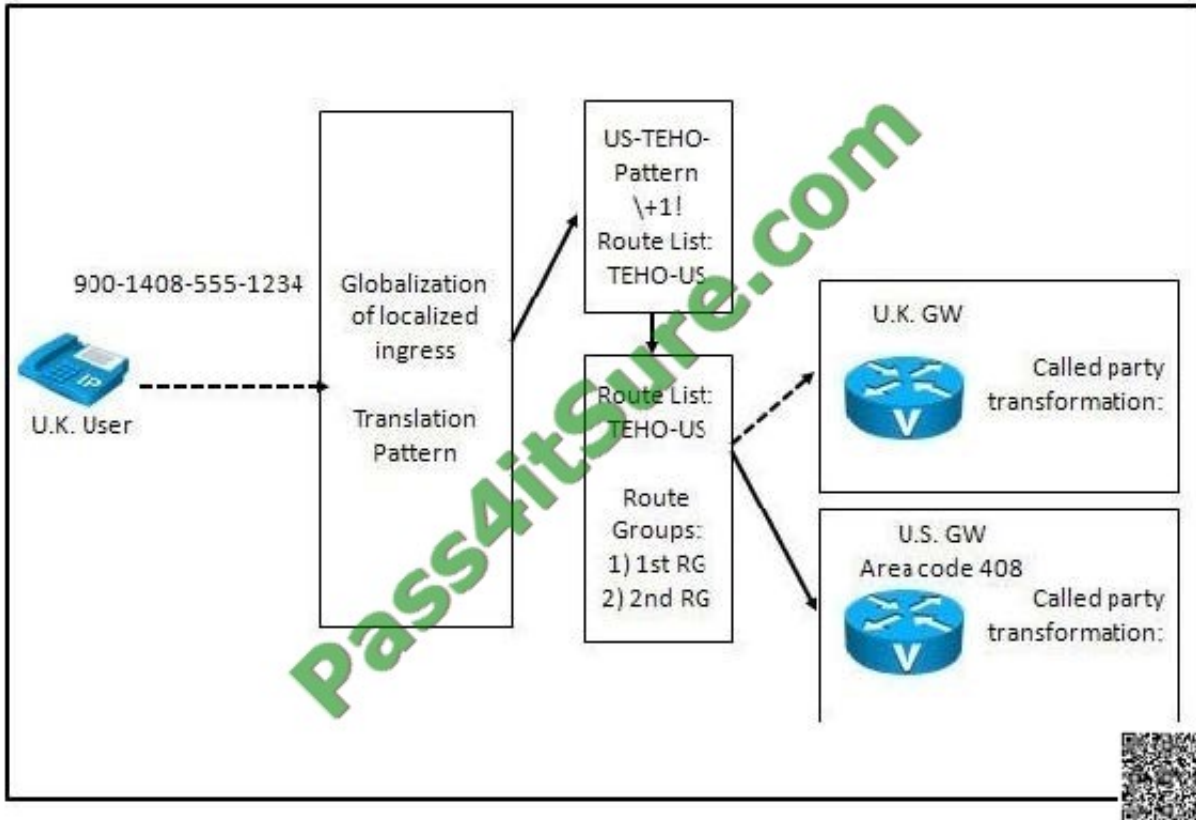 900-1408-555-1234
IP
U.K. User
Globalization
of localized
ingress
Translation
Pattern
US-TEHO-
Pattern
\+1!
Route List:
TEHO-US
Route List:
TEHO-US
Route
Groups:
1) 1st RG
2) 2nd RG
U.K. GW
Called party
transformation:
V
U.S. GW
Area code 408
Called party
transformation:
V
Pass4itSure.com